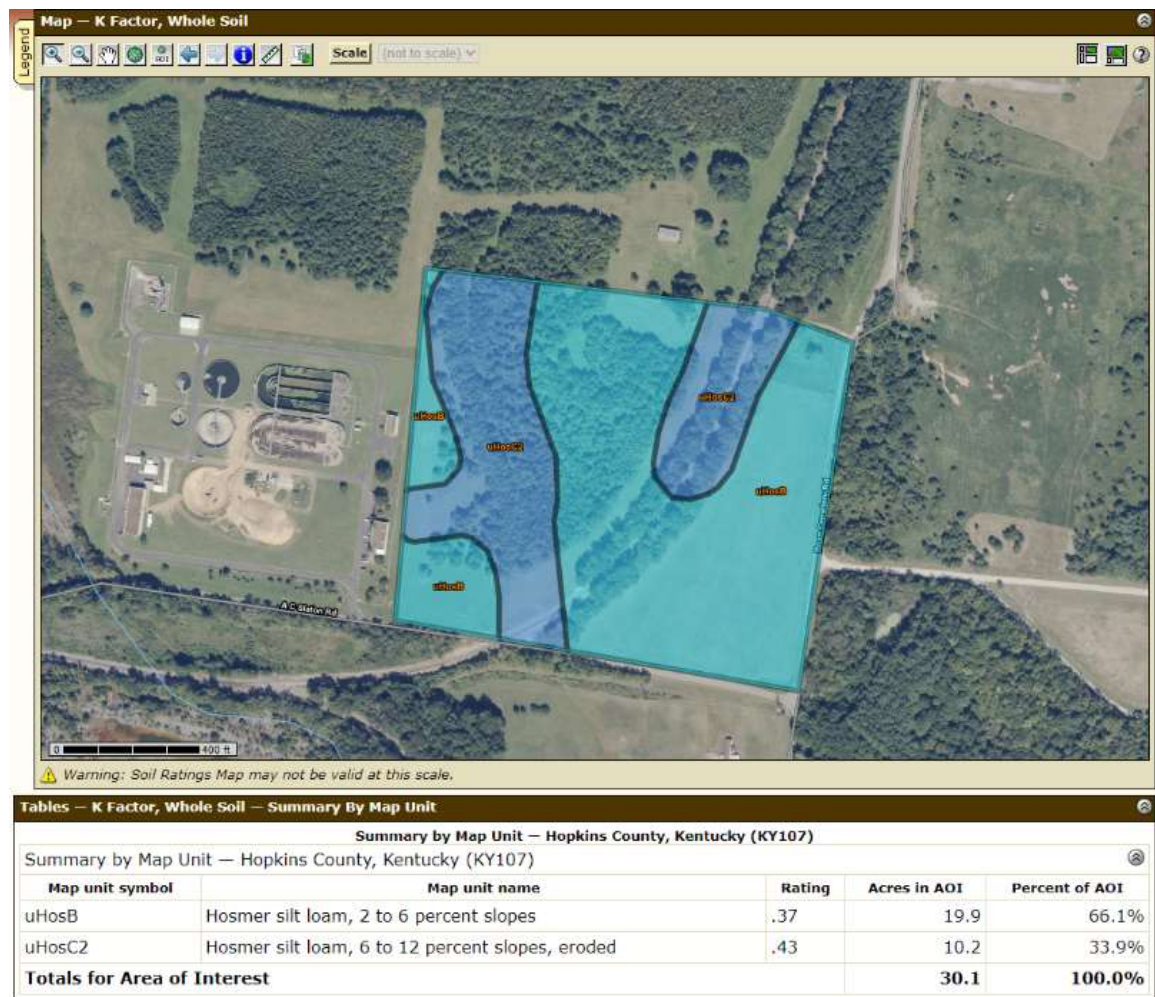 Map — K Factor, Whole Soil
Legend
AOI
Scale (not to scale)
uHosC2
uHosB
uHosC2
uHosB
uHosB
A C Slaton Rd
0 400 ft
Warning: Soil Ratings Map may not be valid at this scale.
Tables — K Factor, Whole Soil — Summary By Map Unit
Summary by Map Unit — Hopkins County, Kentucky (KY107)
Summary by Map Unit — Hopkins County, Kentucky (KY107)
Map unit symbol Map unit name Rating Acres in AOI Percent of AOI
uHosB Hosmer silt loam, 2 to 6 percent slopes .37 19.9 66.1%
uHosC2 Hosmer silt loam, 6 to 12 percent slopes, eroded .43 10.2 33.9%
Totals for Area of Interest 30.1 100.0%